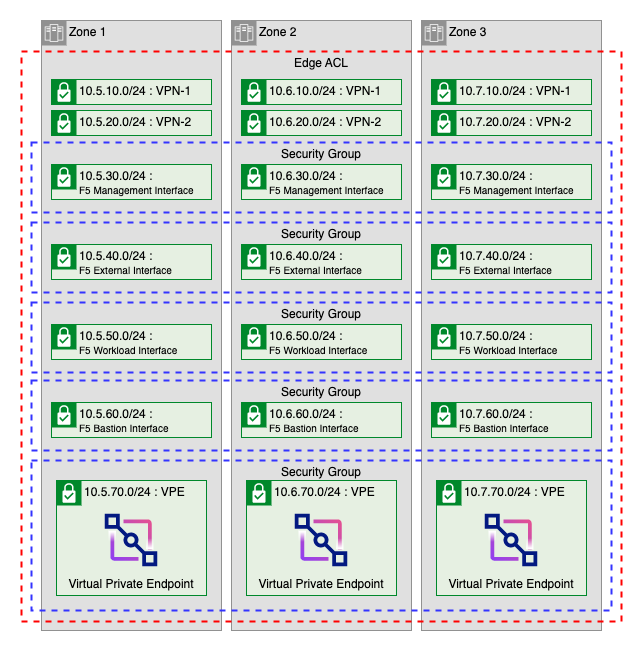 Zone 1
Zone 2
Zone 3
Edge ACL
10.5.10.0/24 : VPN-1
10.6.10.0/24 : VPN-1
10.7.10.0/24 : VPN-1
10.5.20.0/24 : VPN-2
10.6.20.0/24 : VPN-2
10.7.20.0/24 : VPN-2
Security Group
10.5.30.0/24 :
F5 Management Interface
10.6.30.0/24 :
F5 Management Interface
10.7.30.0/24 :
F5 Management Interface
Security Group
10.5.40.0/24 :
F5 External Interface
10.6.40.0/24 :
F5 External Interface
10.7.40.0/24 :
F5 External Interface
Security Group
10.5.50.0/24 :
F5 Workload Interface
10.6.50.0/24 :
F5 Workload Interface
10.7.50.0/24 :
F5 Workload Interface
Security Group
10.5.60.0/24 :
F5 Bastion Interface
10.6.60.0/24 :
F5 Bastion Interface
10.7.60.0/24 :
F5 Bastion Interface
Security Group
10.5.70.0/24 : VPE
Virtual Private Endpoint
10.6.70.0/24 : VPE
Virtual Private Endpoint
10.7.70.0/24 : VPE
Virtual Private Endpoint